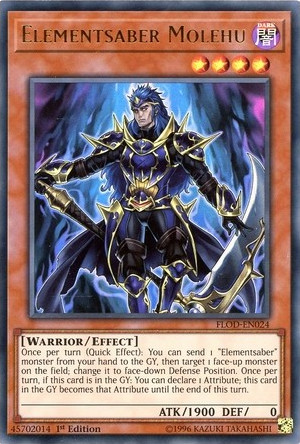 Elementsaber Molehu
DARK
闇
FLOD-EN024
[Warrior/Effect]
Once per turn (Quick Effect): You can send 1 "Elementsaber"
monster from your hand to the GY, then target 1 face-up monster on
the field; change it to face-down Defense Position. Once per
turn, if this card is in the GY: You can declare 1 Attribute; this card
in the GY becomes that Attribute until the end of this turn.
ATK/1900 DEF/ 0
45702014 1st Edition ©1996 KAZUKI TAKAHASHI